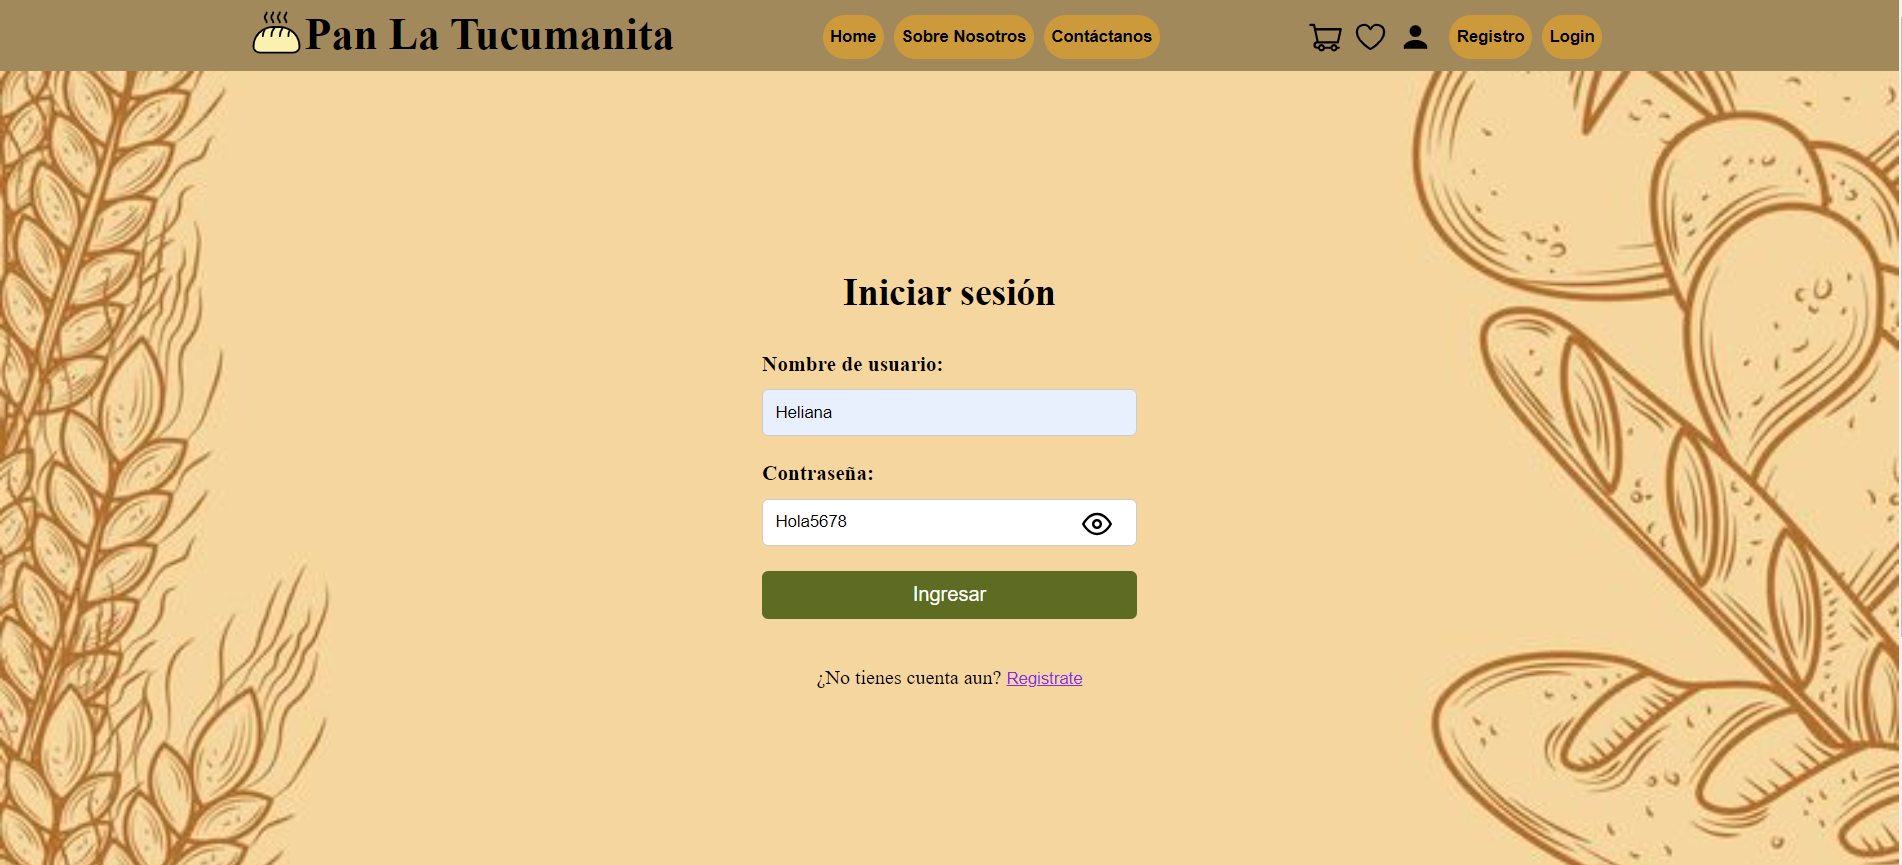 Pan La Tucumanita
Home Sobre Nosotros Contáctanos
Registro Login
Iniciar sesión
Nombre de usuario:
Heliana
Contraseña:
Hola5678
Ingresar
¿No tienes cuenta aun? Registrate